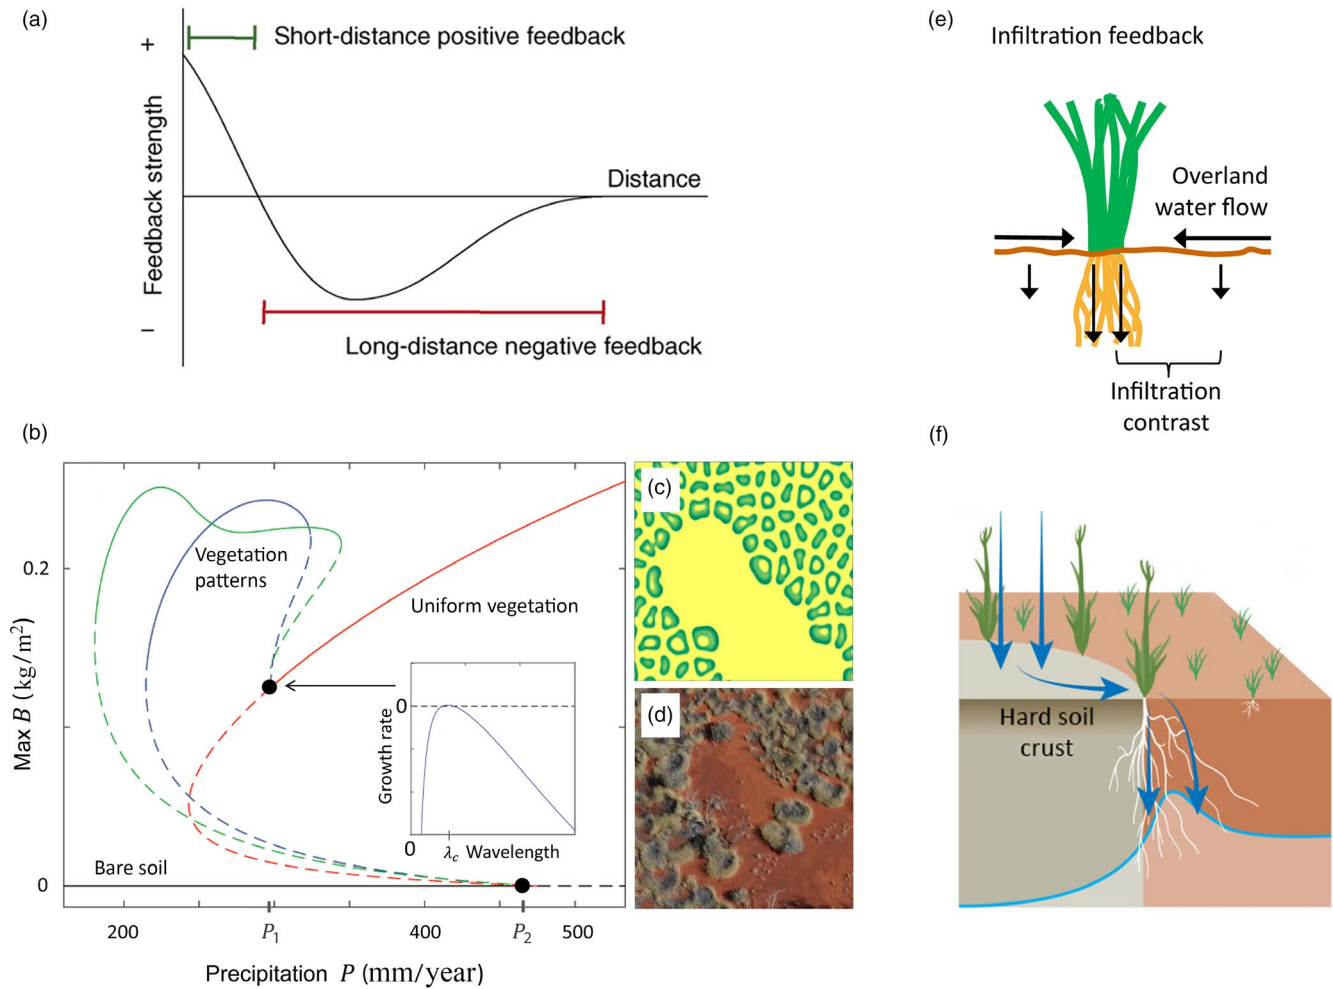 (a)
+
Short-distance positive feedback
Feedback strength
Distance
–
Long-distance negative feedback
(e)
Infiltration feedback
Overland
water flow
Infiltration
contrast
(b)
Max B (kg/m²)
0.2
0
Vegetation
patterns
Uniform vegetation
Bare soil
Growth rate
0
0
λc Wavelength
200
P₁
400
P₂
500
Precipitation P (mm/year)
(c)
(d)
(f)
Hard soil
crust